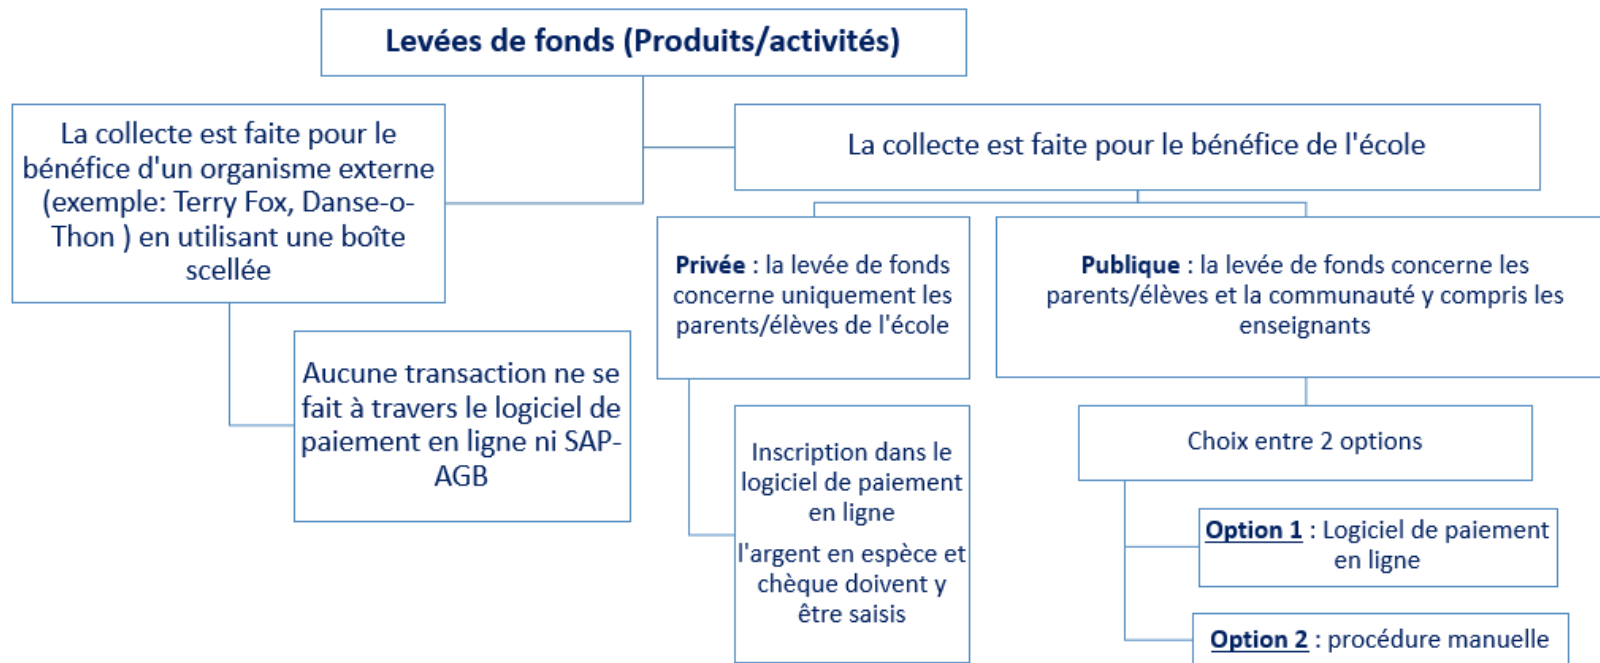 Levées de fonds (Produits/activités)
La collecte est faite pour le
bénéfice d'un organisme externe
(exemple: Terry Fox, Danse-o-
Thon ) en utilisant une boîte
scellée
Aucune transaction ne se
fait à travers le logiciel de
paiement en ligne ni SAP-
AGB
La collecte est faite pour le bénéfice de l'école
Privée : la levée de fonds
concerne uniquement les
parents/élèves de l'école
Inscription dans le
logiciel de paiement
en ligne
l'argent en espèce et
chèque doivent y
être saisis
Publique : la levée de fonds concerne les
parents/élèves et la communauté y compris les
enseignants
Choix entre 2 options
Option 1 : Logiciel de paiement
en ligne
Option 2 : procédure manuelle